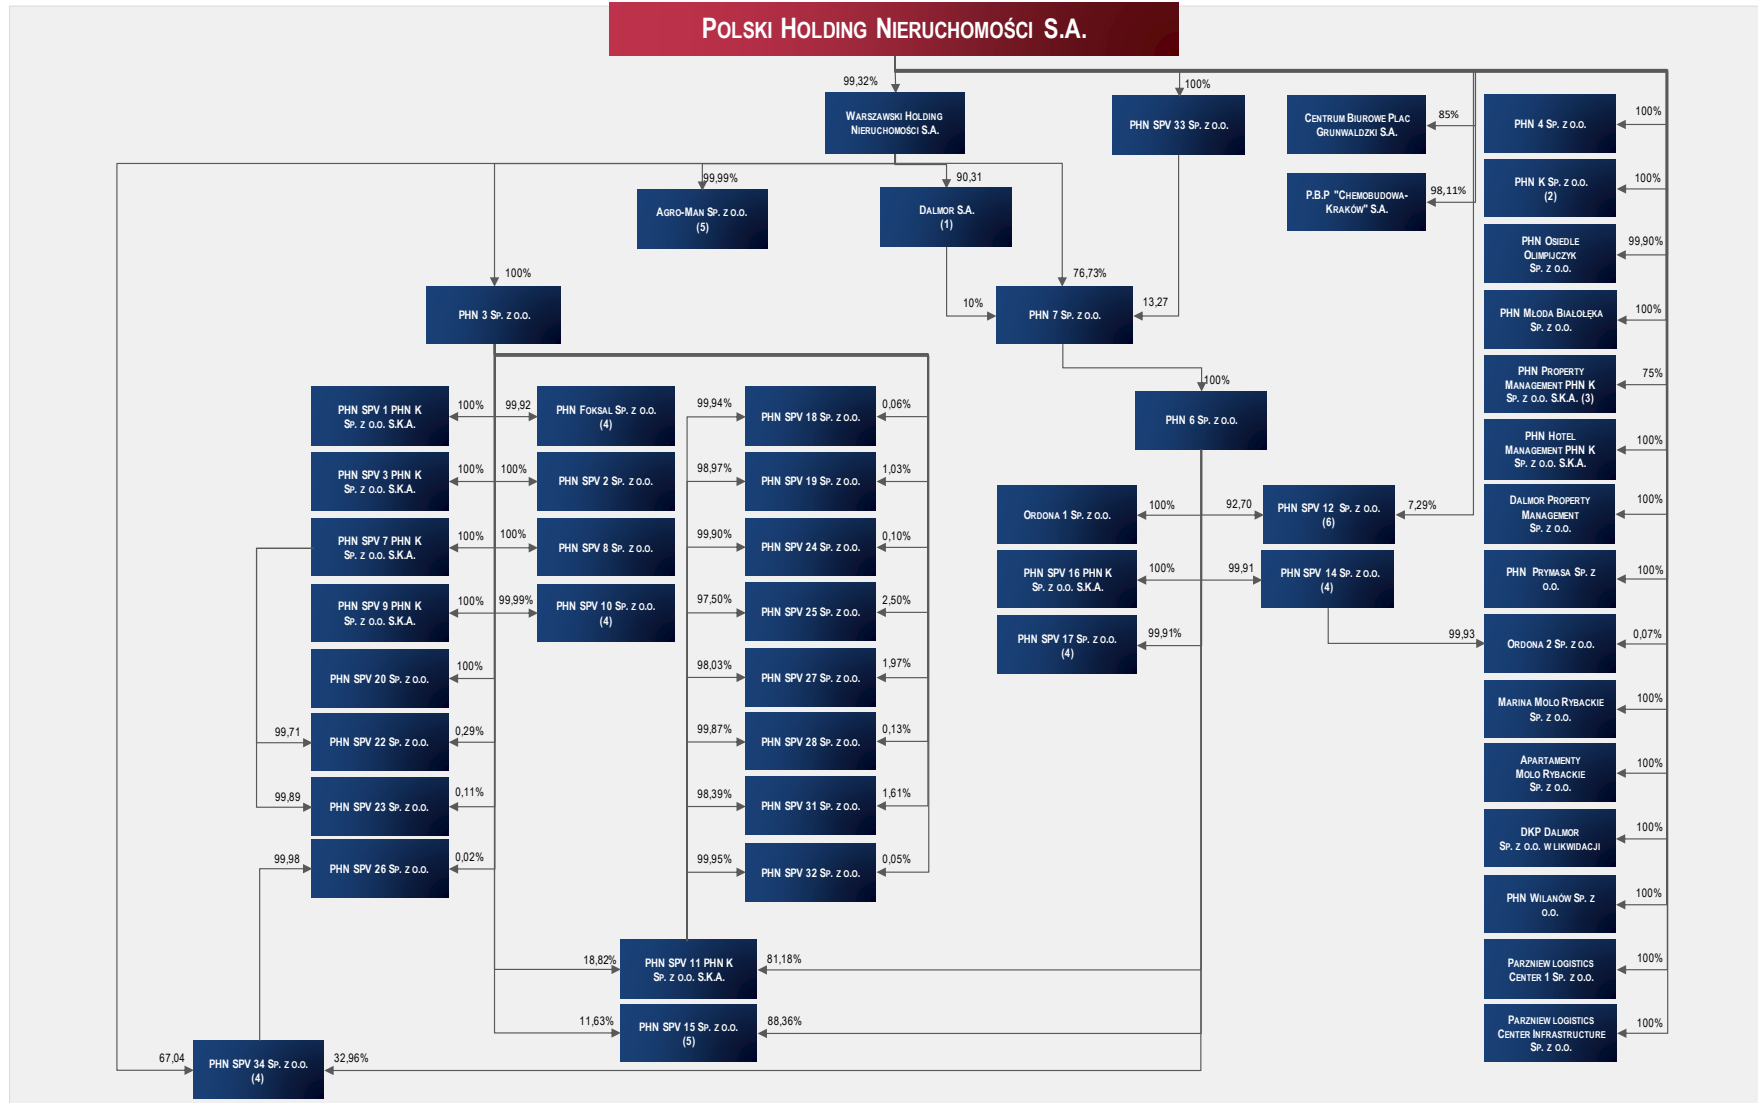 POLSKI HOLDING NIERUCHOMOŚCI S.A.
99,32%
100%
WARSZAWSKI HOLDING
NIERUCHOMOŚCI S.A.
PHN SPV 33 SP. Z O.O.
CENTRUM BIUROWE PLAC
GRUNWALDZKI S.A.
85%
PHN 4 SP. Z O.O.
100%
99,99%
90,31
AGRO-MAN SP. Z O.O.
(5)
DALMOR S.A.
(1)
P.B.P "CHEMOBUDOWA-
KRAKÓW" S.A.
98,11%
PHN K SP. Z O.O.
(2)
100%
PHN OSIEDLE
OLIMPIJCZYK
SP. Z O.O.
99,90%
100%
76,73%
PHN 3 SP. Z O.O.
10%
PHN 7 SP. Z O.O.
13,27
PHN MŁODA BIAŁOŁĘKA
SP. Z O.O.
100%
PHN PROPERTY
MANAGEMENT PHN K
SP. Z O.O. S.K.A. (3)
75%
100%
PHN 6 SP. Z O.O.
PHN SPV 1 PHN K
SP. Z O.O. S.K.A.
100%
99,92
PHN FOKSAL SP. Z O.O.
(4)
99,94%
PHN SPV 18 SP. Z O.O.
0,06%
PHN HOTEL
MANAGEMENT PHN K
SP. Z O.O. S.K.A.
100%
PHN SPV 3 PHN K
SP. Z O.O. S.K.A.
100%
100%
PHN SPV 2 SP. Z O.O.
98,97%
PHN SPV 19 SP. Z O.O.
1,03%
ORDONA 1 SP. Z O.O.
100%
92,70
PHN SPV 12 SP. Z O.O.
(6)
7,29%
DALMOR PROPERTY
MANAGEMENT
SP. Z O.O.
100%
PHN SPV 7 PHN K
SP. Z O.O. S.K.A.
100%
100%
PHN SPV 8 SP. Z O.O.
99,90%
PHN SPV 24 SP. Z O.O.
0,10%
PHN SPV 16 PHN K
SP. Z O.O. S.K.A.
100%
99,91
PHN SPV 14 SP. Z O.O.
(4)
PHN PRYMASA SP. Z
O.O.
100%
PHN SPV 9 PHN K
SP. Z O.O. S.K.A.
100%
99,99%
PHN SPV 10 SP. Z O.O.
(4)
97,50%
PHN SPV 25 SP. Z O.O.
2,50%
PHN SPV 17 SP. Z O.O.
(4)
99,91%
99,93
ORDONA 2 SP. Z O.O.
0,07%
PHN SPV 20 SP. Z O.O.
100%
98,03%
PHN SPV 27 SP. Z O.O.
1,97%
MARINA MOLO RYBACKIE
SP. Z O.O.
100%
99,71
PHN SPV 22 SP. Z O.O.
0,29%
99,87%
PHN SPV 28 SP. Z O.O.
0,13%
APARTAMENTY
MOLO RYBACKIE
SP. Z O.O.
100%
99,89
PHN SPV 23 SP. Z O.O.
0,11%
98,39%
PHN SPV 31 SP. Z O.O.
1,61%
DKP DALMOR
SP. Z O.O. W LIKWIDACJI
100%
99,98
PHN SPV 26 SP. Z O.O.
0,02%
99,95%
PHN SPV 32 SP. Z O.O.
0,05%
PHN WILANÓW SP. Z
O.O.
100%
18,82%
PHN SPV 11 PHN K
SP. Z O.O. S.K.A.
81,18%
PARZNIEW LOGISTICS
CENTER 1 SP. Z O.O.
100%
11,63%
PHN SPV 15 SP. Z O.O.
(5)
88,36%
PARZNIEW LOGISTICS
CENTER INFRASTRUCTURE
SP. Z O.O.
100%
67,04
PHN SPV 34 SP. Z O.O.
(4)
32,96%